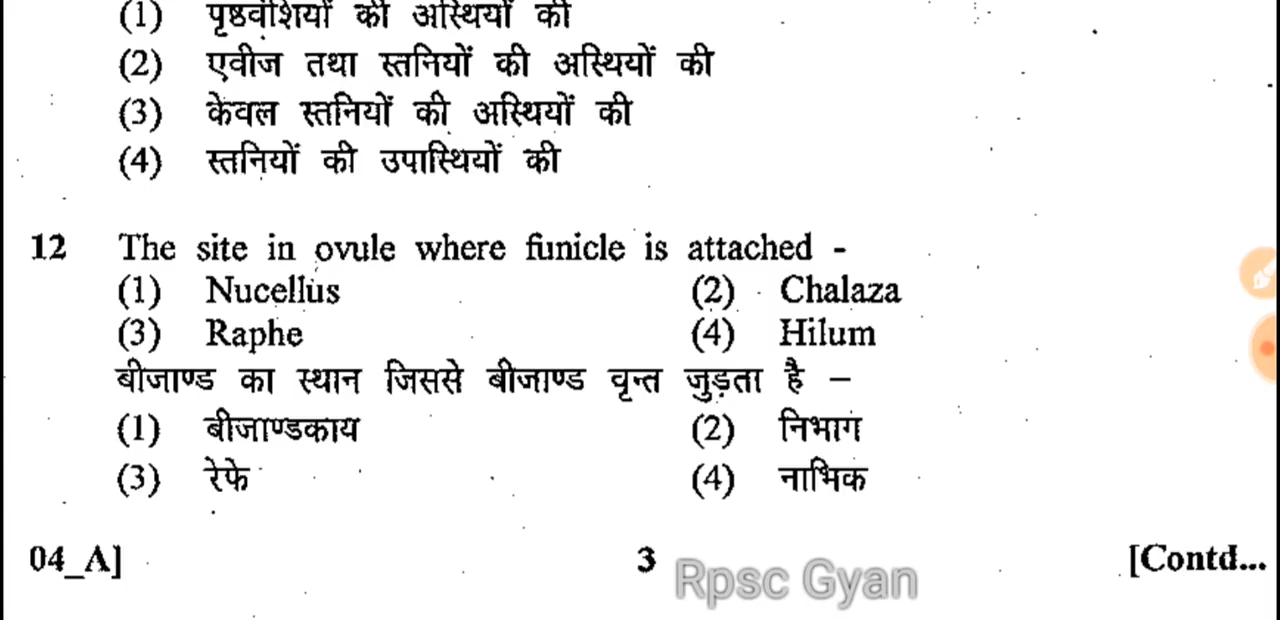 (1) पृष्ठवंशियों की अस्थियों की
(2) एवीज तथा स्तनियों की अस्थियों की
(3) केवल स्तनियों की अस्थियों की
(4) स्तनियों की उपास्थियों की
12 The site in ovule where funicle is attached -
(1) Nucellus (2) Chalaza
(3) Raphe (4) Hilum
बीजाण्ड का स्थान जिससे बीजाण्ड वृन्त जुड़ता है –
(1) बीजाण्डकाय (2) निभाग
(3) रेफे (4) नाभिक
04_A] 3 [Contd...
Rpsc Gyan